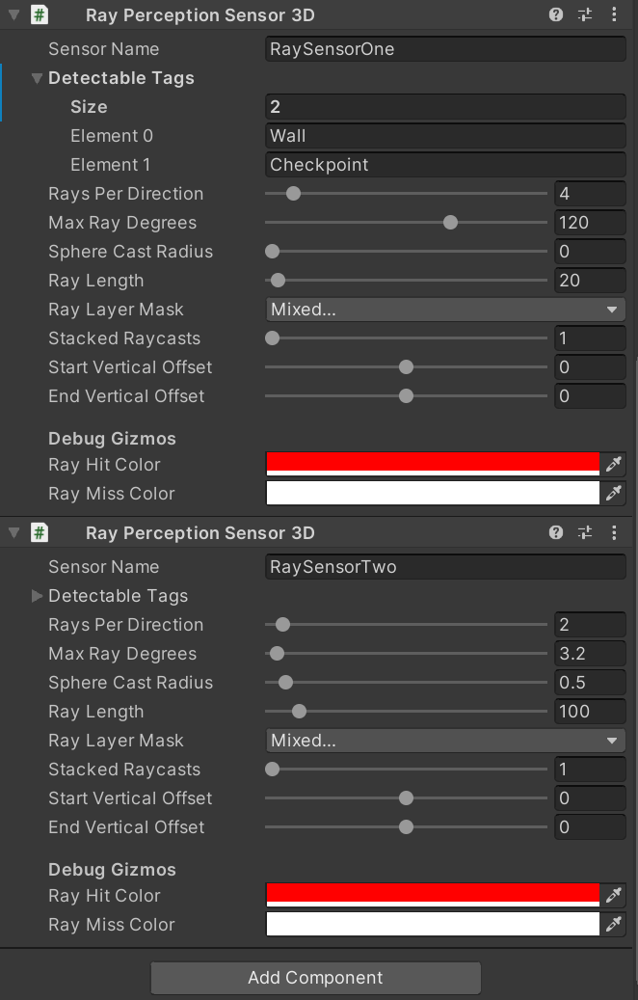 # Ray Perception Sensor 3D
Sensor Name RaySensorOne
Detectable Tags
Size 2
Element 0 Wall
Element 1 Checkpoint
Rays Per Direction 4
Max Ray Degrees 120
Sphere Cast Radius 0
Ray Length 20
Ray Layer Mask Mixed...
Stacked Raycasts 1
Start Vertical Offset 0
End Vertical Offset 0
Debug Gizmos
Ray Hit Color
Ray Miss Color
# Ray Perception Sensor 3D
Sensor Name RaySensorTwo
Detectable Tags
Rays Per Direction 2
Max Ray Degrees 3.2
Sphere Cast Radius 0.5
Ray Length 100
Ray Layer Mask Mixed...
Stacked Raycasts 1
Start Vertical Offset 0
End Vertical Offset 0
Debug Gizmos
Ray Hit Color
Ray Miss Color
Add Component